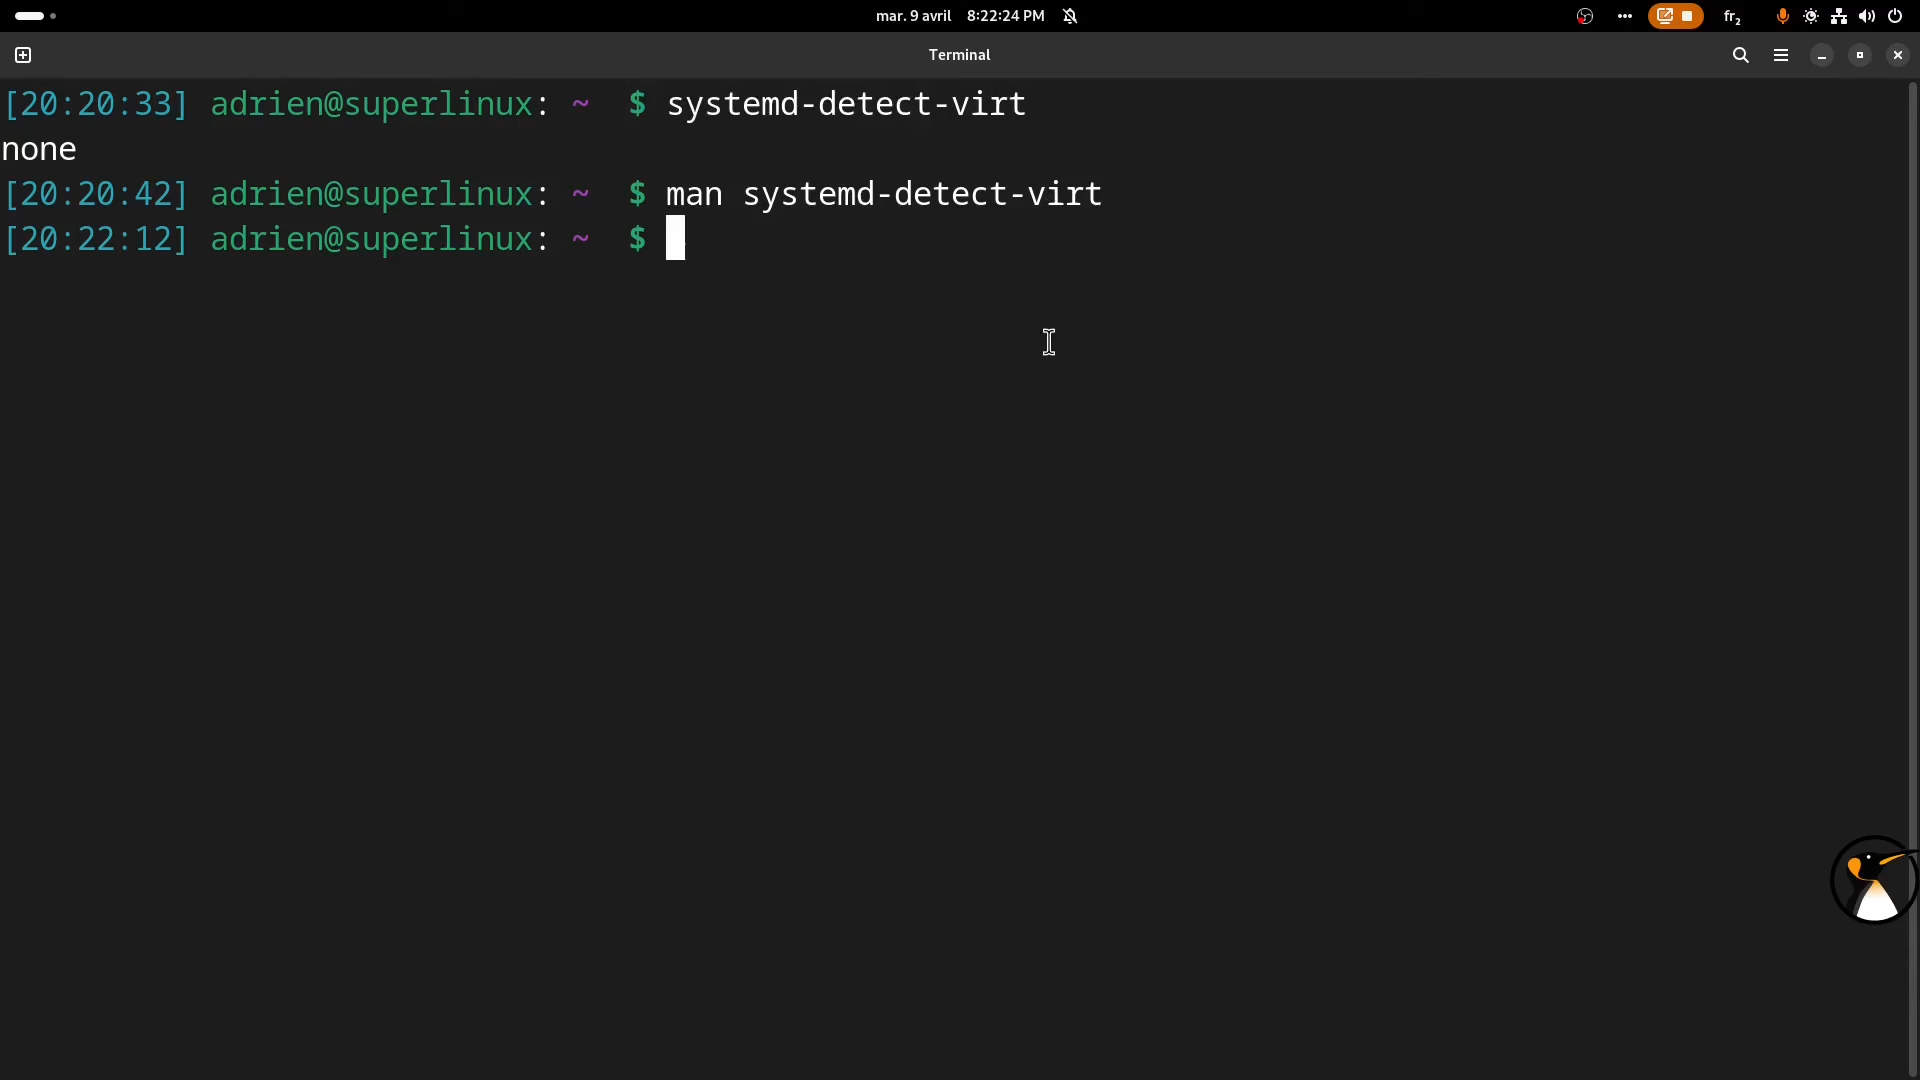 mar. 9 avril 8:22:24 PM
fr₂
Terminal
[20:20:33] adrien@superlinux: ~ $ systemd-detect-virt
none
[20:20:42] adrien@superlinux: ~ $ man systemd-detect-virt
[20:22:12] adrien@superlinux: ~ $